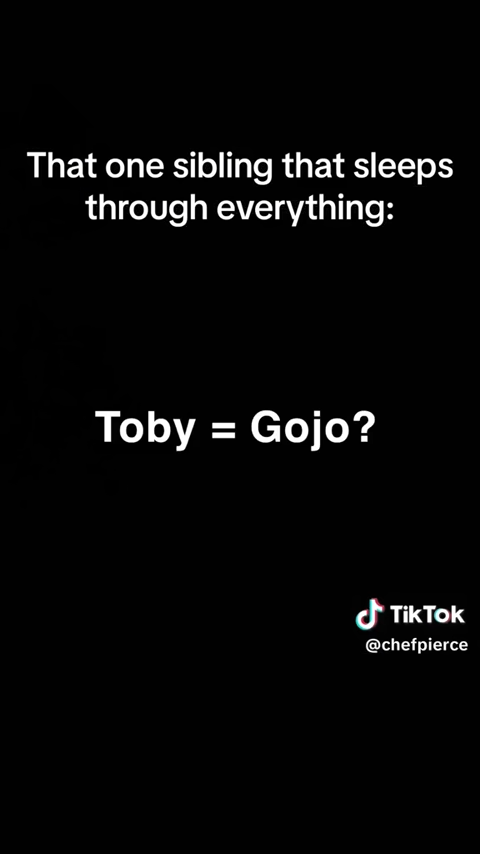 That one sibling that sleeps
through everything:
Toby = Gojo?
TikTok
@chefpierce